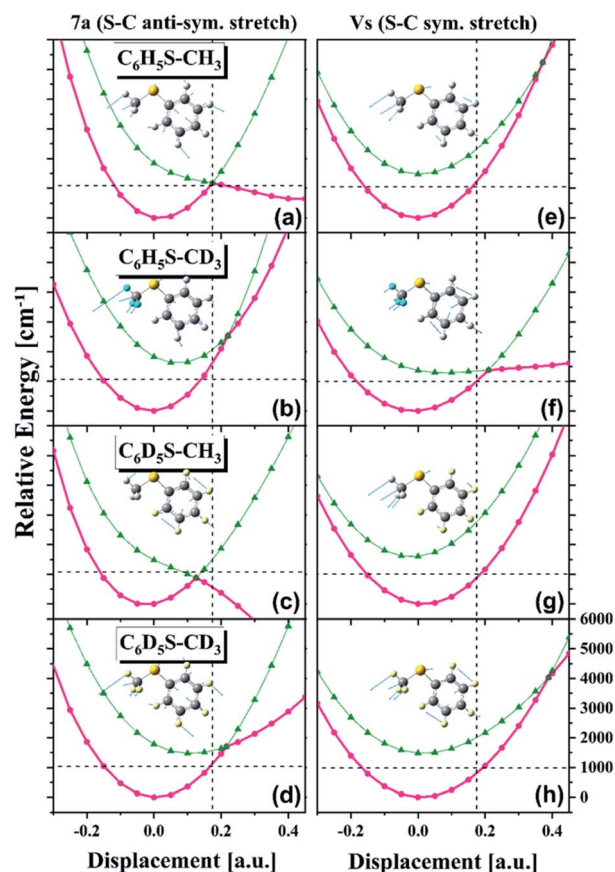 7a (S-C anti-sym. stretch)
Vs (S-C sym. stretch)
C₆H₅S-CH₃
(a)
(e)
C₆H₅S-CD₃
(b)
(f)
C₆D₅S-CH₃
(c)
(g)
C₆D₅S-CD₃
(d)
(h)
Relative Energy [cm⁻¹]
6000
5000
4000
3000
2000
1000
0
-0.2 0.0 0.2 0.4
-0.2 0.0 0.2 0.4
Displacement [a.u.]
Displacement [a.u.]